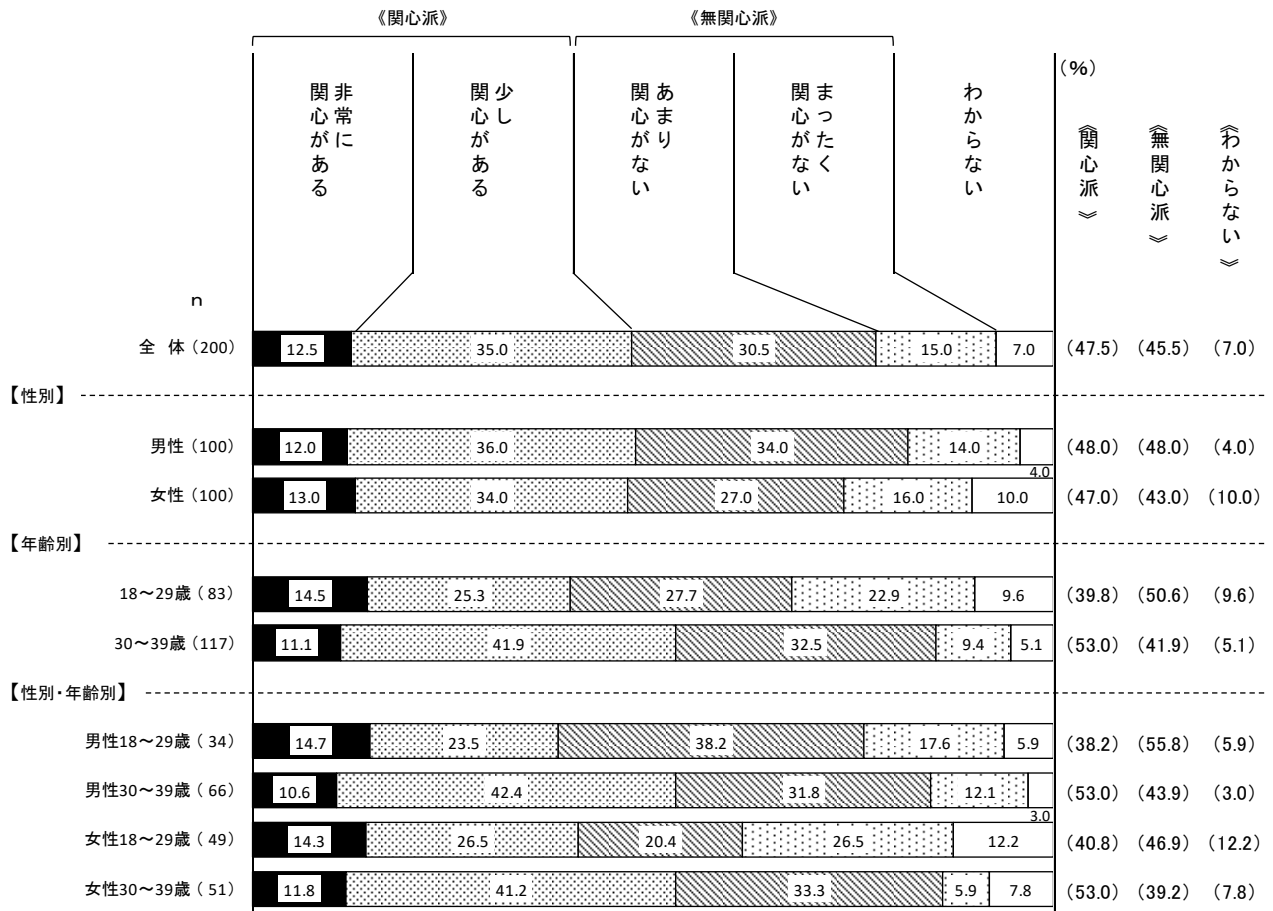 《関心派》 《無関心派》
(%)
非常に
関心がある
少し
関心がある
あまり
関心がない
まったく
関心がない
わからない
《関心派》
《無関心派》
《わからない》
n
全 体 (200) 12.5 35.0 30.5 15.0 7.0 (47.5) (45.5) (7.0)
【性別】
男性 (100) 12.0 36.0 34.0 14.0 4.0 (48.0) (48.0) (4.0)
女性 (100) 13.0 34.0 27.0 16.0 10.0 (47.0) (43.0) (10.0)
【年齢別】
18～29歳 ( 83) 14.5 25.3 27.7 22.9 9.6 (39.8) (50.6) (9.6)
30～39歳 (117) 11.1 41.9 32.5 9.4 5.1 (53.0) (41.9) (5.1)
【性別・年齢別】
男性18～29歳 ( 34) 14.7 23.5 38.2 17.6 5.9 (38.2) (55.8) (5.9)
男性30～39歳 ( 66) 10.6 42.4 31.8 12.1 3.0 (53.0) (43.9) (3.0)
女性18～29歳 ( 49) 14.3 26.5 20.4 26.5 12.2 (40.8) (46.9) (12.2)
女性30～39歳 ( 51) 11.8 41.2 33.3 5.9 7.8 (53.0) (39.2) (7.8)